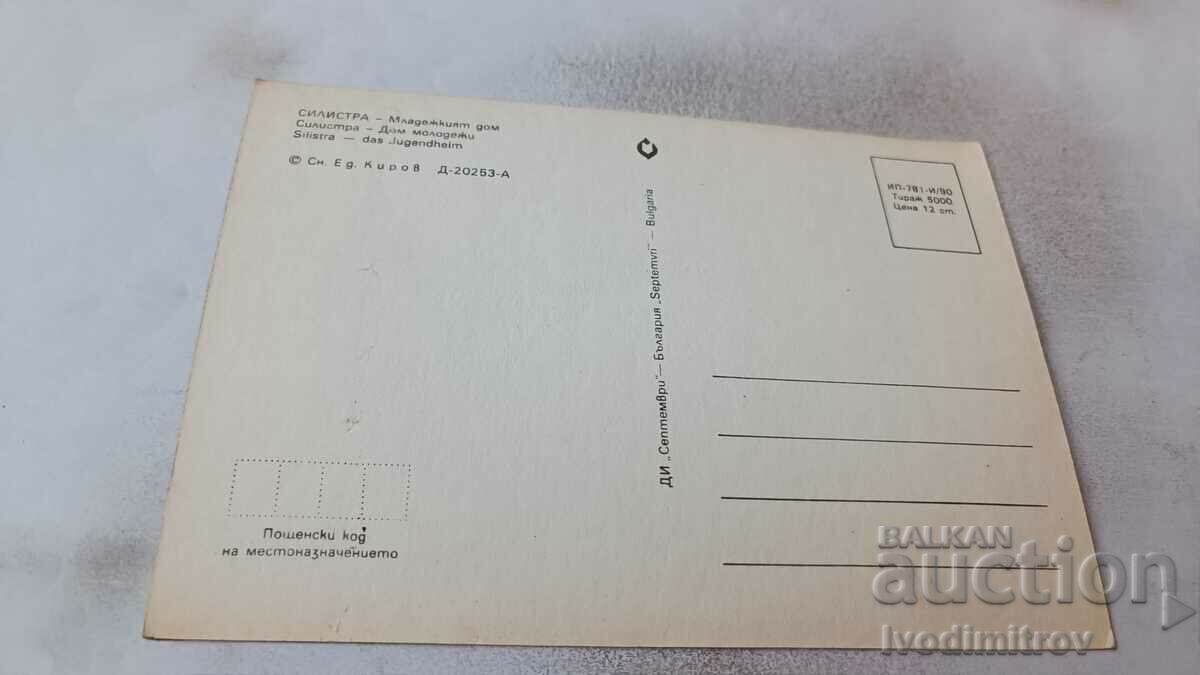 СИЛИСТРА – Младежкият дом
Силистра – Дом молодежи
Silistra — das Jugendheim
© Сн. Ед. Киров Д-20253-А
ДИ „Септември" — България „Septemvri" — Bulgaria
ИП-781-И/90
Тираж 5000
Цена 12 ст.
Пощенски код
на местоназначението
BALKAN
auction
Ivodimitrov